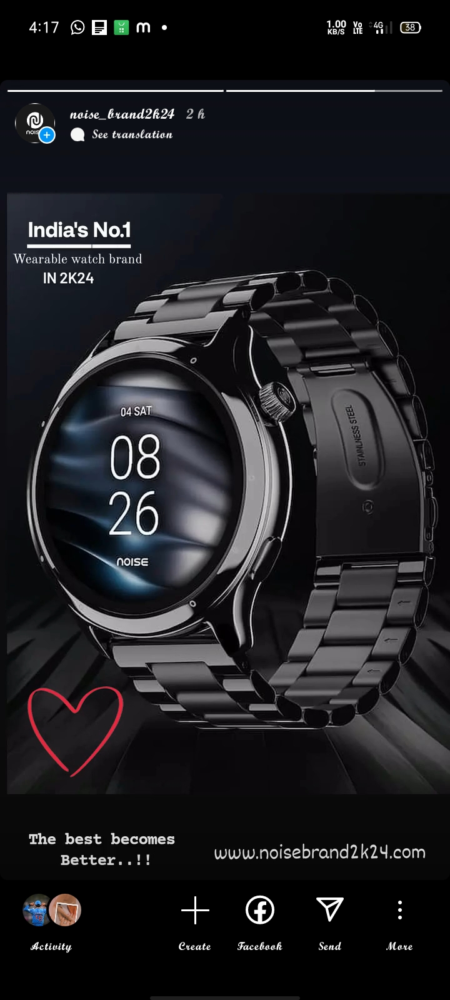 4:17
1.00 KB/S Vo LTE 4G 38
noise_brand2k24 2 h
See translation
India's No.1
Wearable watch brand
IN 2K24
04 SAT
08
26
NOISE
STAINLNESS STEEL
The best becomes
Better..!!
www.noisebrand2k24.com
Activity Create Facebook Send More